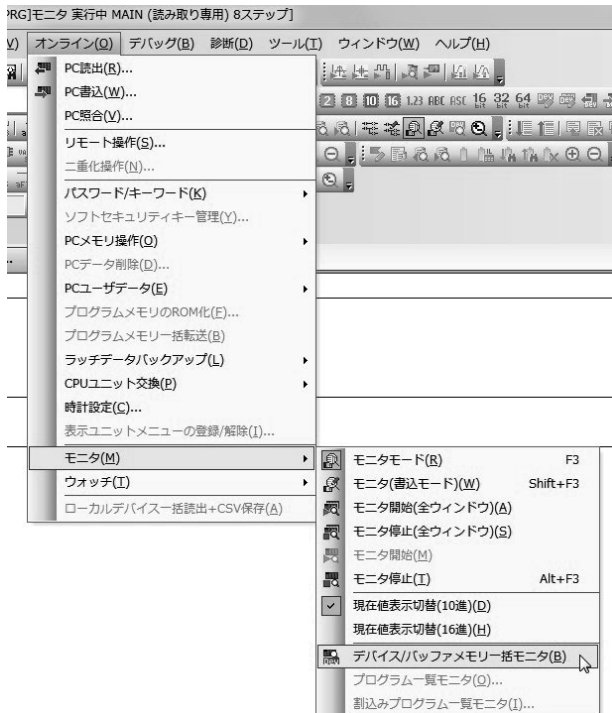 PRG]モニタ 実行中 MAIN (読み取り専用) 8ステップ]
V) オンライン(O) デバッグ(B) 診断(D) ツール(T) ウィンドウ(W) ヘルプ(H)
PC読出(R)...
PC書込(W)...
2 8 10 16 1.23 ABC ASC 16bit 32bit 64bit
PC照合(V)...
リモート操作(S)...
二重化操作(N)...
パスワード/キーワード(K)
ソフトセキュリティキー管理(Y)...
PCメモリ操作(O)
PCデータ削除(D)...
PCユーザデータ(E)
プログラムメモリのROM化(F)...
プログラムメモリ一括転送(B)
ラッチデータバックアップ(L)
CPUユニット交換(P)
時計設定(C)...
表示ユニットメニューの登録/解除(I)...
モニタ(M)
ウォッチ(T)
ローカルデバイス一括読出+CSV保存(A)
モニタモード(R) F3
モニタ(書込モード)(W) Shift+F3
モニタ開始(全ウィンドウ)(A)
モニタ停止(全ウィンドウ)(S)
モニタ開始(M)
モニタ停止(T) Alt+F3
現在値表示切替(10進)(D)
現在値表示切替(16進)(H)
デバイス/バッファメモリ一括モニタ(B)
プログラム一覧モニタ(O)...
割込みプログラム一覧モニタ(I)...